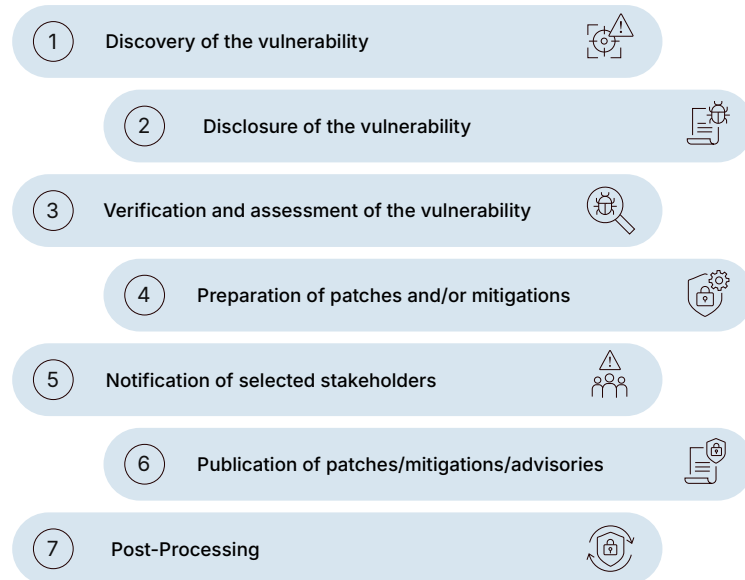 1 Discovery of the vulnerability
2 Disclosure of the vulnerability
3 Verification and assessment of the vulnerability
4 Preparation of patches and/or mitigations
5 Notification of selected stakeholders
6 Publication of patches/mitigations/advisories
7 Post-Processing